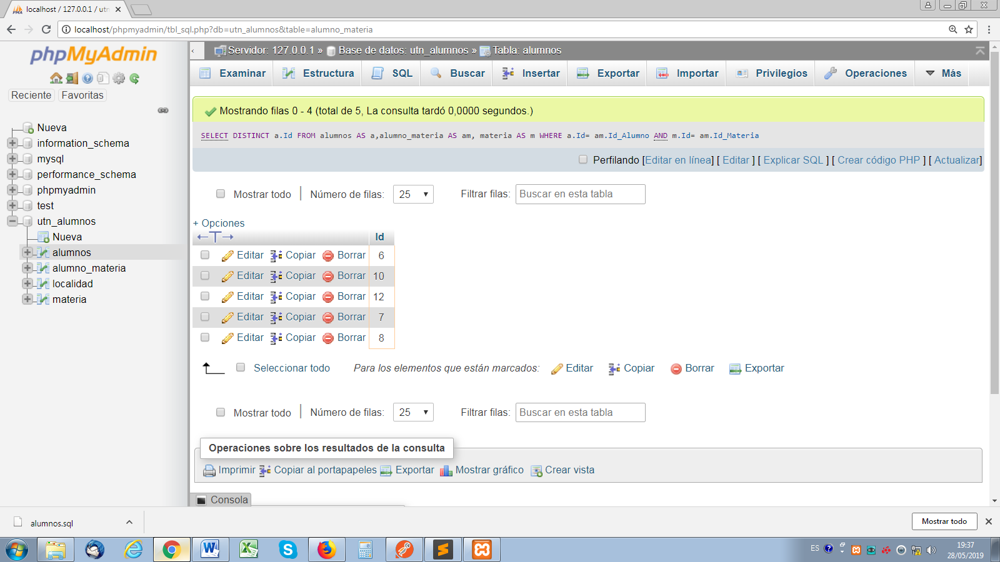 localhost / 127.0.0.1 / utn
localhost/phpmyadmin/tbl_sql.php?db=utn_alumnos&table=alumno_materia
phpMyAdmin
Reciente Favoritas
Nueva
information_schema
mysql
performance_schema
phpmyadmin
test
utn_alumnos
Nueva
alumnos
alumno_materia
localidad
materia
Servidor: 127.0.0.1 » Base de datos: utn_alumnos » Tabla: alumnos
Examinar Estructura SQL Buscar Insertar Exportar Importar Privilegios Operaciones Más
Mostrando filas 0 - 4 (total de 5, La consulta tardó 0,0000 segundos.)
SELECT DISTINCT a.Id FROM alumnos AS a,alumno_materia AS am, materia AS m WHERE a.Id= am.Id_Alumno AND m.Id= am.Id_Materia
Perfilando [Editar en línea] [ Editar ] [ Explicar SQL ] [ Crear código PHP ] [ Actualizar]
Mostrar todo Número de filas: 25 Filtrar filas: Buscar en esta tabla
+ Opciones
←T→ Id
Editar Copiar Borrar 6
Editar Copiar Borrar 10
Editar Copiar Borrar 12
Editar Copiar Borrar 7
Editar Copiar Borrar 8
Seleccionar todo Para los elementos que están marcados: Editar Copiar Borrar Exportar
Mostrar todo Número de filas: 25 Filtrar filas: Buscar en esta tabla
Operaciones sobre los resultados de la consulta
Imprimir Copiar al portapapeles Exportar Mostrar gráfico Crear vista
Consola
alumnos.sql
Mostrar todo
ES
19:37
28/05/2019